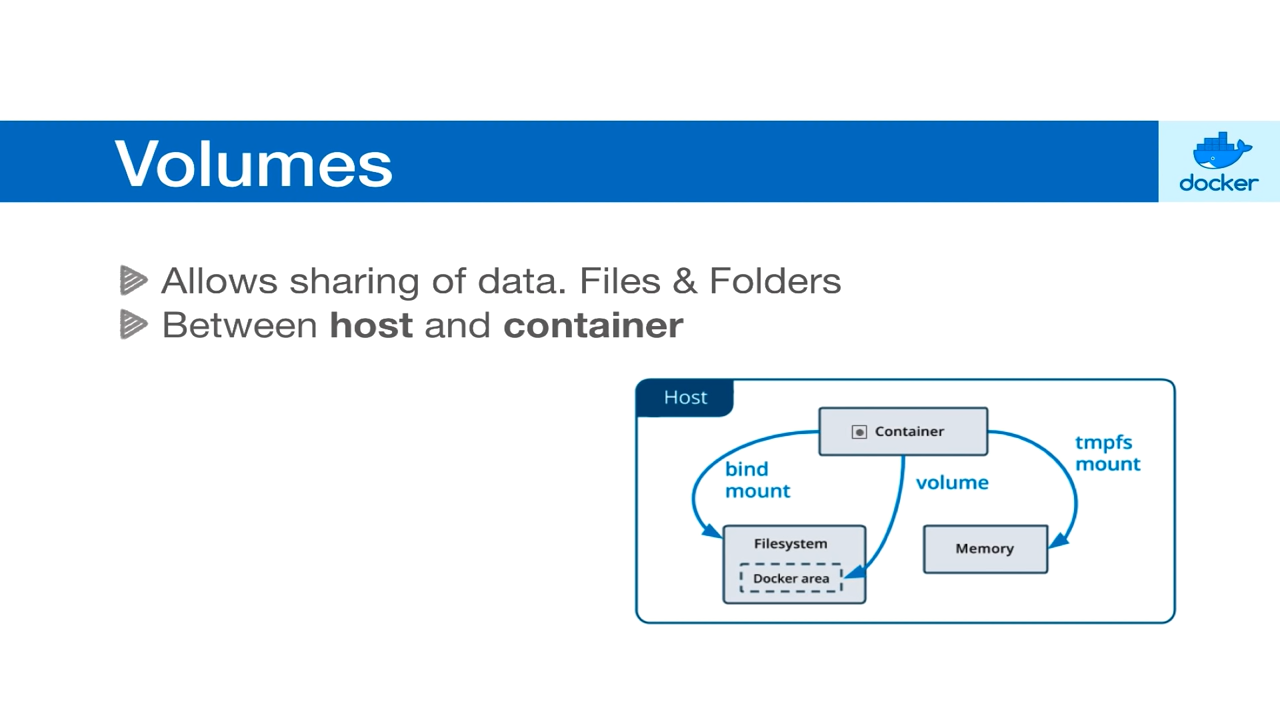 Volumes
docker
Allows sharing of data. Files & Folders
Between host and container
Host
Container
bind
mount
volume
tmpfs
mount
Filesystem
Docker area
Memory